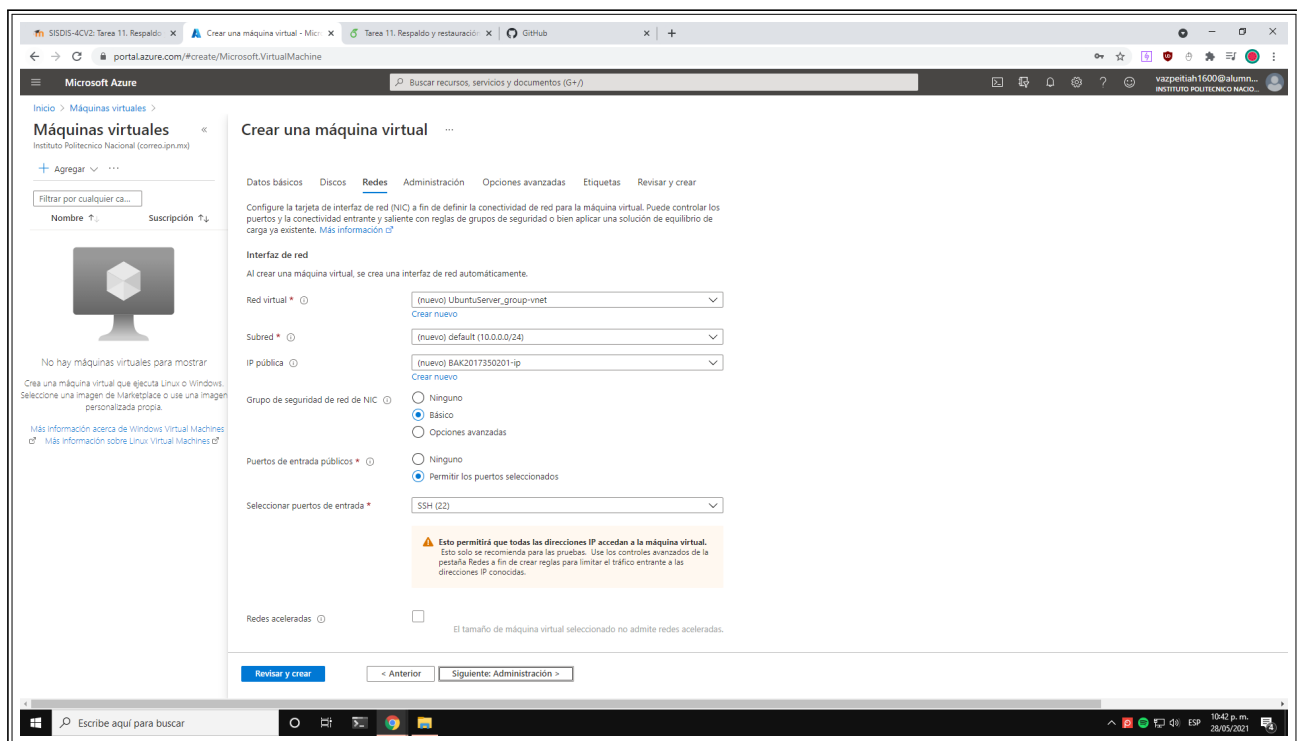 SISDIS-4CV2: Tarea 11. Respaldo
Crear una máquina virtual - Micr
Tarea 11. Respaldo y restauración
GitHub
portal.azure.com/#create/Microsoft.VirtualMachine
Microsoft Azure
Buscar recursos, servicios y documentos (G+/)
vazpeitiah1600@alumn...
INSTITUTO POLITECNICO NACIO...
Inicio > Máquinas virtuales >
Máquinas virtuales «
Instituto Politecnico Nacional (correo.ipn.mx)
+ Agregar ···
Filtrar por cualquier ca...
Nombre ↑↓ Suscripción ↑↓
No hay máquinas virtuales para mostrar
Crea una máquina virtual que ejecuta Linux o Windows.
Seleccione una imagen de Marketplace o use una imagen
personalizada propia.
Más información acerca de Windows Virtual Machines
Más información sobre Linux Virtual Machines
Crear una máquina virtual ···
Datos básicos Discos Redes Administración Opciones avanzadas Etiquetas Revisar y crear
Configure la tarjeta de interfaz de red (NIC) a fin de definir la conectividad de red para la máquina virtual. Puede controlar los
puertos y la conectividad entrante y saliente con reglas de grupos de seguridad o bien aplicar una solución de equilibrio de
carga ya existente. Más información
Interfaz de red
Al crear una máquina virtual, se crea una interfaz de red automáticamente.
Red virtual * (nuevo) UbuntuServer_group-vnet
Crear nuevo
Subred * (nuevo) default (10.0.0.0/24)
IP pública (nuevo) BAK2017350201-ip
Crear nuevo
Grupo de seguridad de red de NIC Ninguno
Básico
Opciones avanzadas
Puertos de entrada públicos * Ninguno
Permitir los puertos seleccionados
Seleccionar puertos de entrada * SSH (22)
Esto permitirá que todas las direcciones IP accedan a la máquina virtual.
Esto solo se recomienda para las pruebas. Use los controles avanzados de la
pestaña Redes a fin de crear reglas para limitar el tráfico entrante a las
direcciones IP conocidas.
Redes aceleradas
El tamaño de máquina virtual seleccionado no admite redes aceleradas.
Revisar y crear < Anterior Siguiente: Administración >
Escribe aquí para buscar
ESP
10:42 p. m.
28/05/2021
4